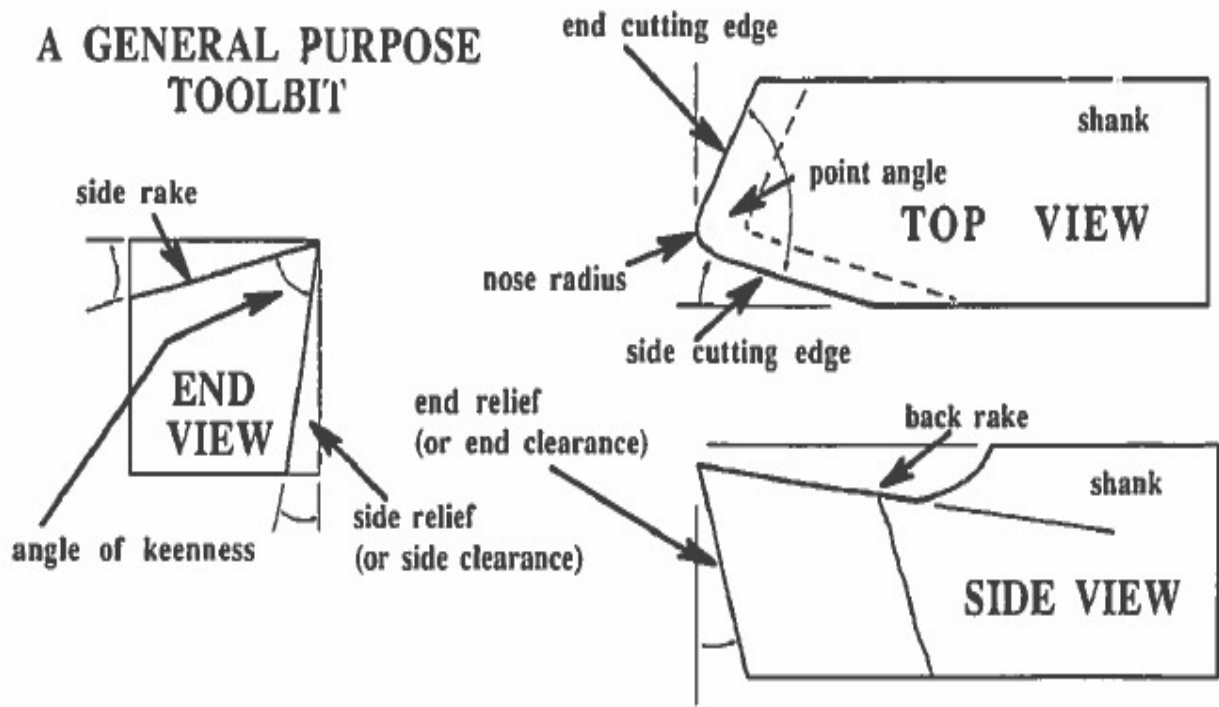 A GENERAL PURPOSE
TOOLBIT
end cutting edge
shank
side rake
point angle
TOP VIEW
nose radius
side cutting edge
END
VIEW
end relief
(or end clearance)
back rake
shank
side relief
(or side clearance)
angle of keenness
SIDE VIEW